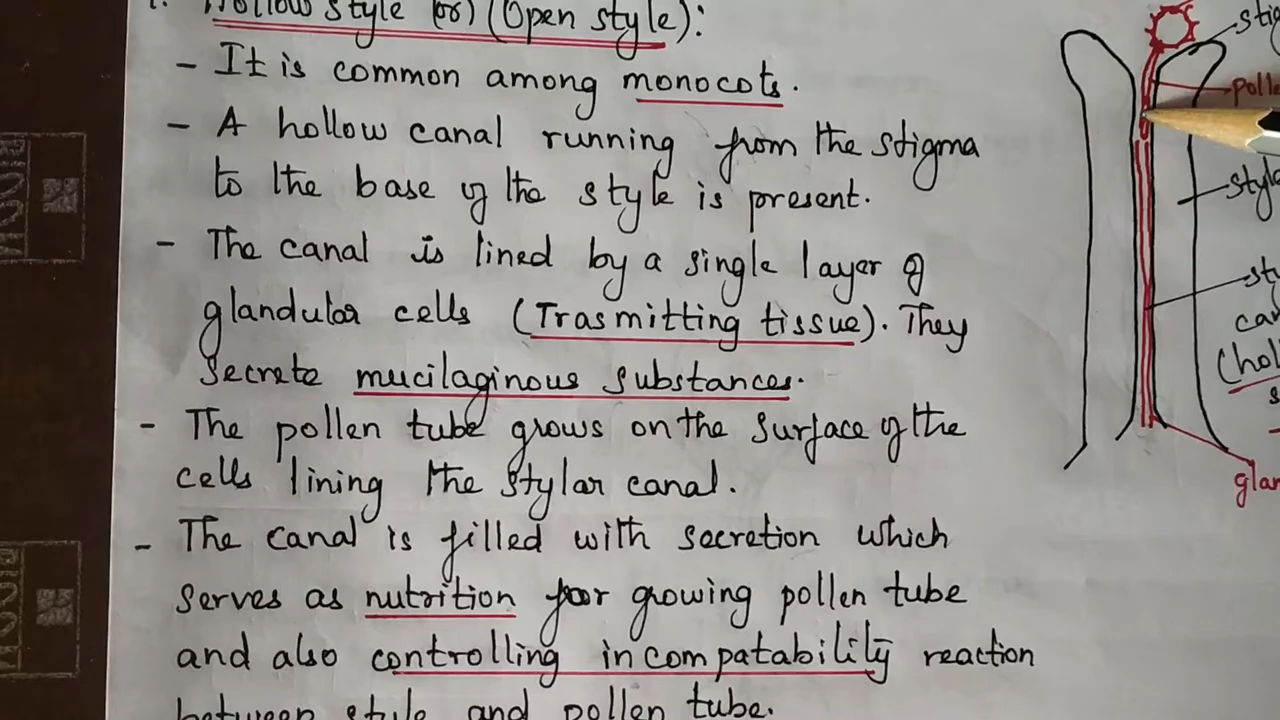 1. Hollow style (or) (Open style):
- It is common among monocots.
- A hollow canal running from the stigma
to the base of the style is present.
- The canal is lined by a single layer of
glandular cells (Trasmitting tissue). They
secrete mucilaginous substances.
- The pollen tube grows on the surface of the
cells lining the stylar canal.
- The canal is filled with secretion which
serves as nutrition for growing pollen tube
and also controlling incompatability reaction
between style and pollen tube.